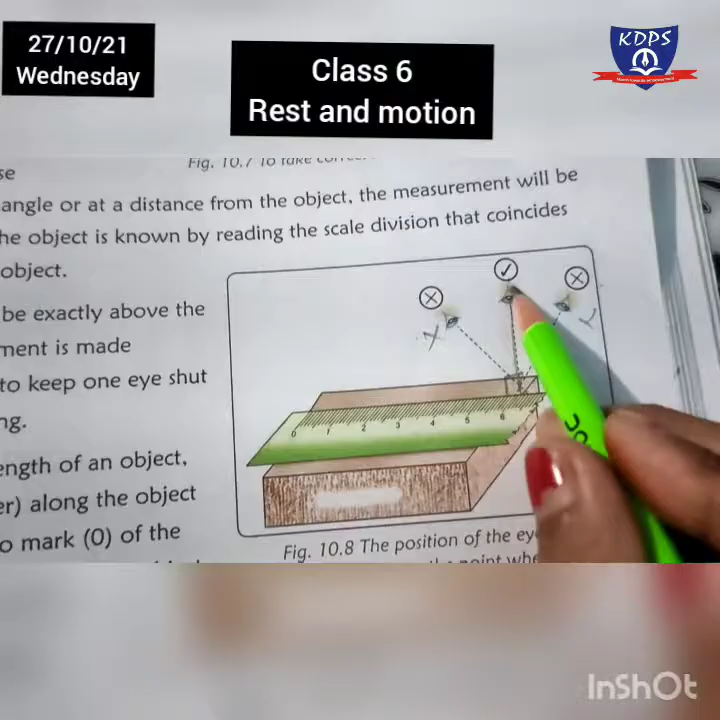 27/10/21
Wednesday
Class 6
Rest and motion
KDPS
se
Fig. 10.7 To take
angle or at a distance from the object, the measurement will be
he object is known by reading the scale division that coincides
object.
be exactly above the
ment is made
to keep one eye shut
ng.
ength of an object,
er) along the object
o mark (0) of the
0 1 2 3 4 5 6
Fig. 10.8 The position of the ey
point whe
InShOt